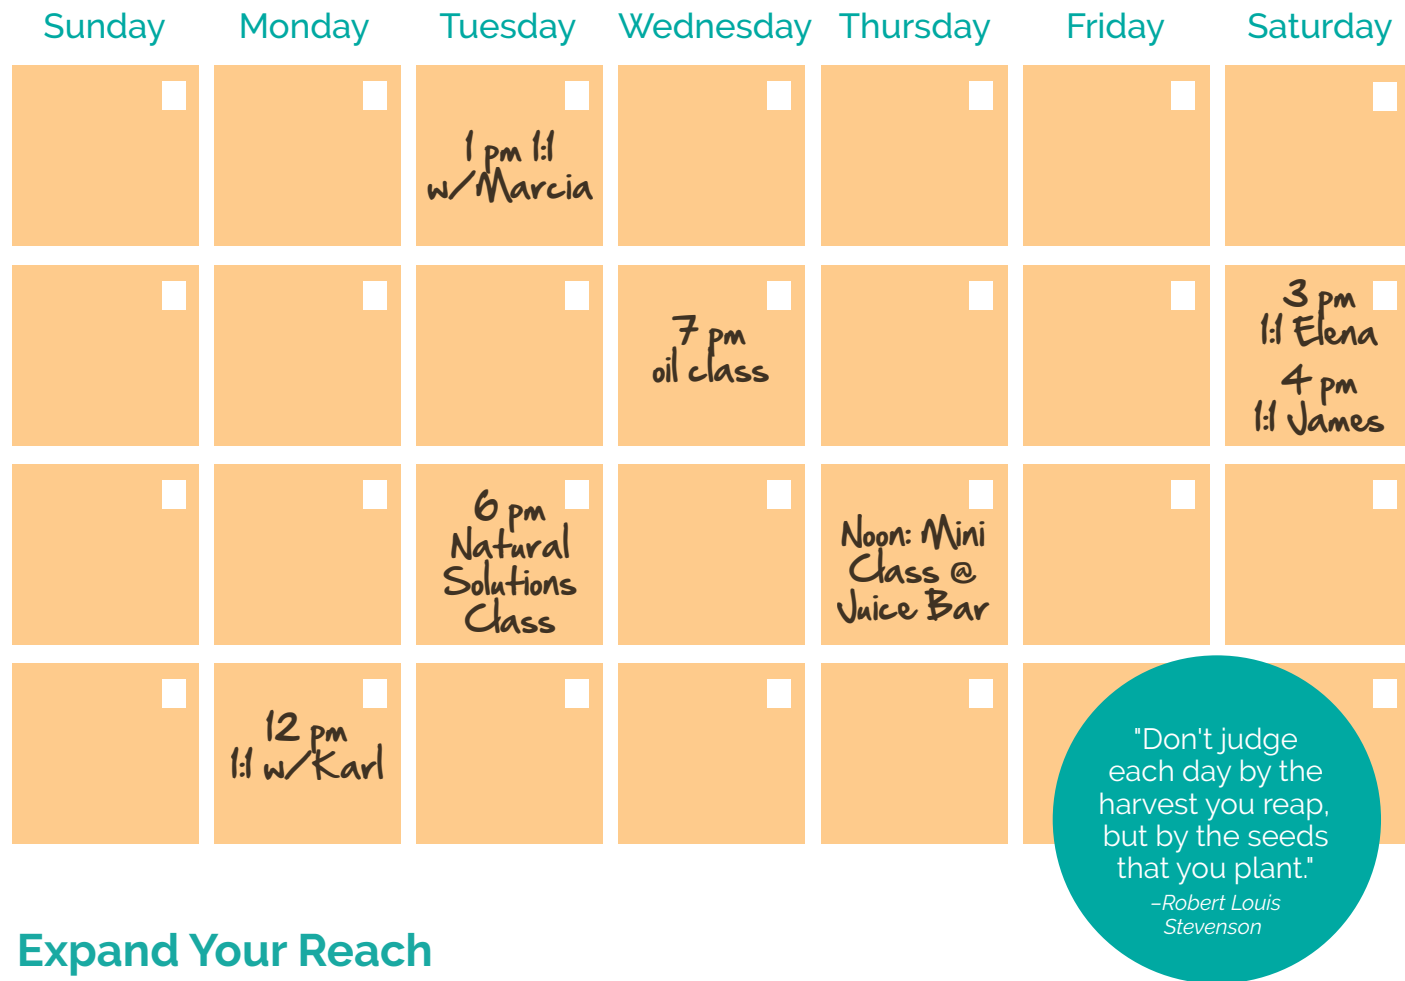 Sunday Monday Tuesday Wednesday Thursday Friday Saturday
1 pm 1:1
w/Marcia
7 pm
oil class
3 pm
1:1 Elena
4 pm
1:1 James
6 pm
Natural
Solutions
Class
Noon: Mini
Class @
Juice Bar
12 pm
1:1 w/Karl
"Don't judge
each day by the
harvest you reap,
but by the seeds
that you plant."
–Robert Louis
Stevenson
Expand Your Reach